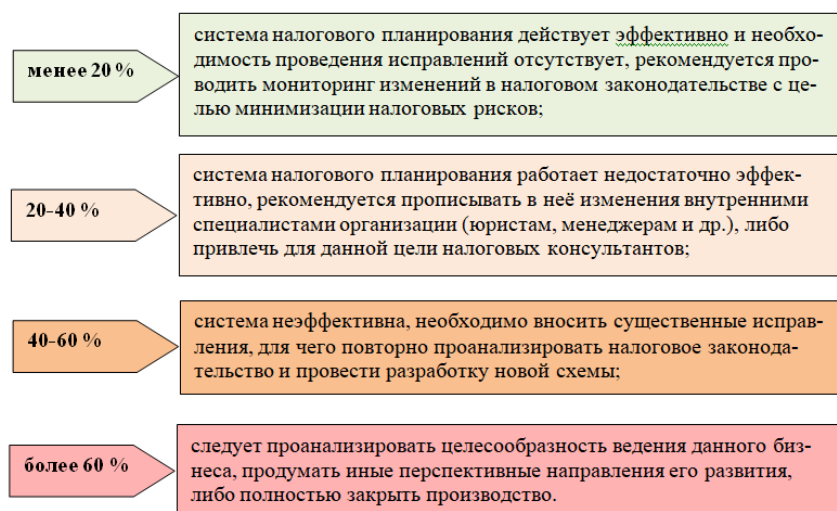 менее 20 %
система налогового планирования действует эффективно и необхо-
димость проведения исправлений отсутствует, рекомендуется про-
водить мониторинг изменений в налоговом законодательстве с це-
лью минимизации налоговых рисков;
20-40 %
система налогового планирования работает недостаточно эффек-
тивно, рекомендуется прописывать в неё изменения внутренними
специалистами организации (юристам, менеджерам и др.), либо
привлечь для данной цели налоговых консультантов;
40-60 %
система неэффективна, необходимо вносить существенные исправ-
ления, для чего повторно проанализировать налоговое законода-
тельство и провести разработку новой схемы;
более 60 %
следует проанализировать целесообразность ведения данного биз-
неса, продумать иные перспективные направления его развития,
либо полностью закрыть производство.